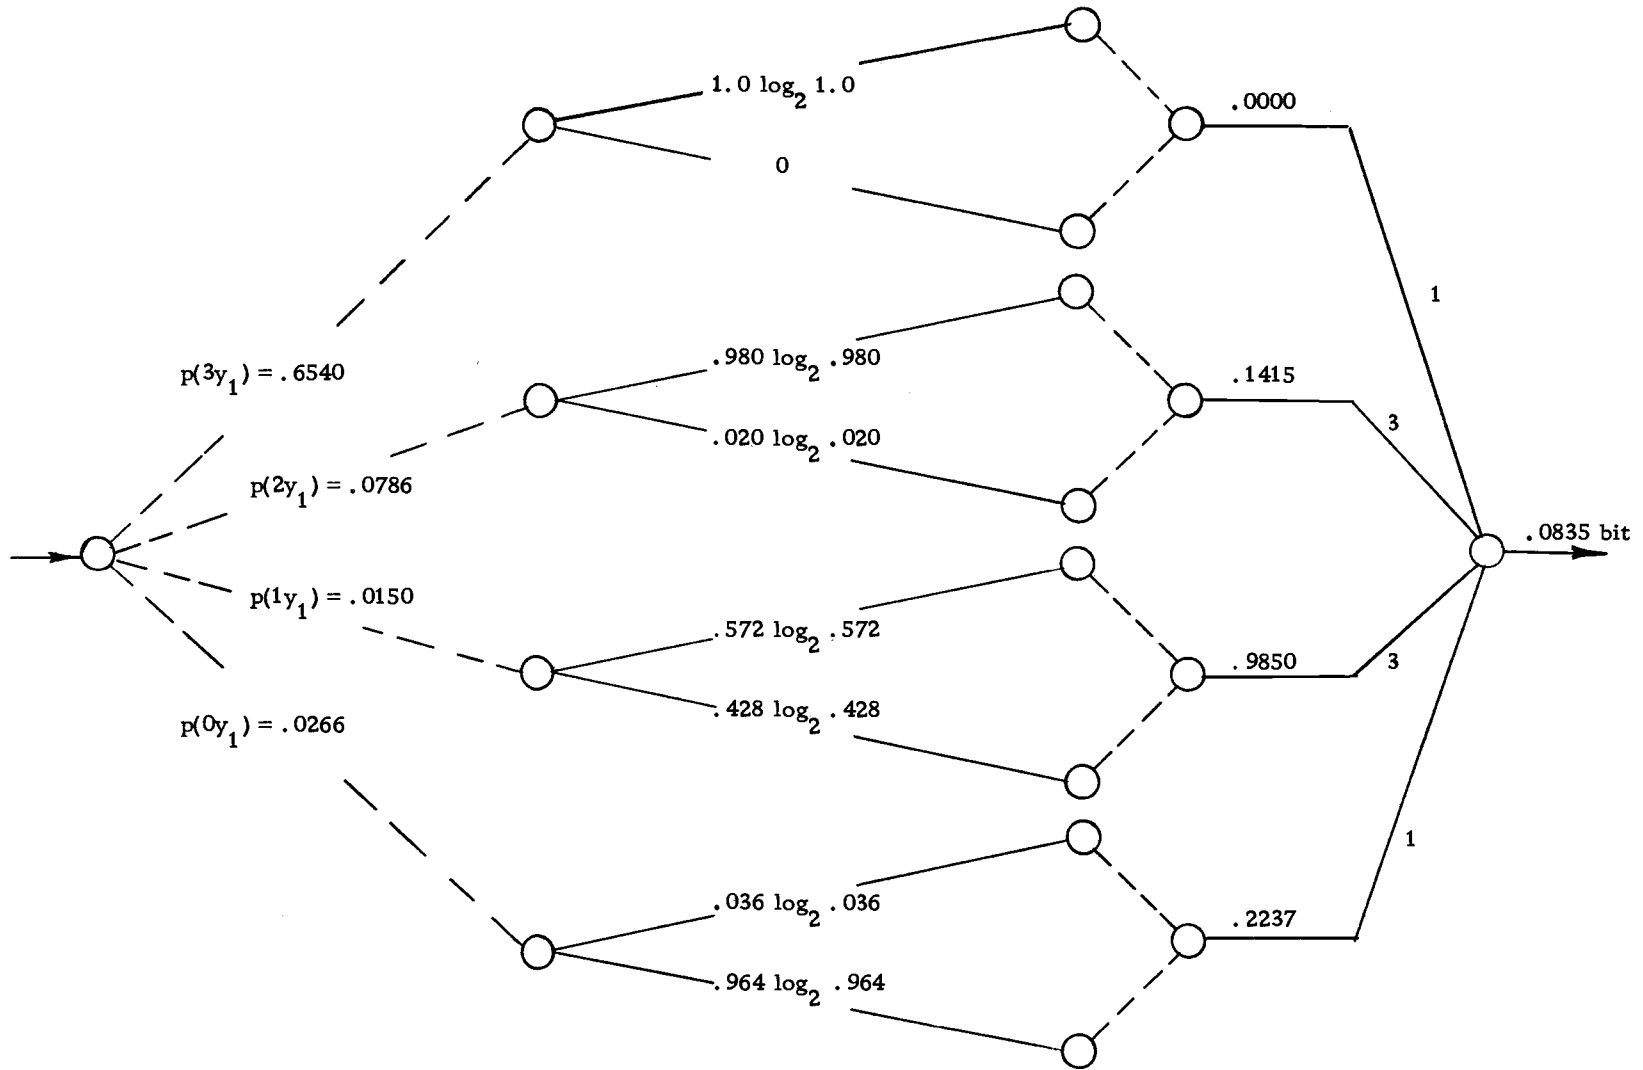 1.0 log2 1.0
.0000
0
1
p(3y1) = .6540
.980 log2 .980
.1415
3
.020 log2 .020
p(2y1) = .0786
.0835 bit
p(1y1) = .0150
.572 log2 .572
.9850
3
.428 log2 .428
p(0y1) = .0266
1
.036 log2 .036
.2237
.964 log2 .964